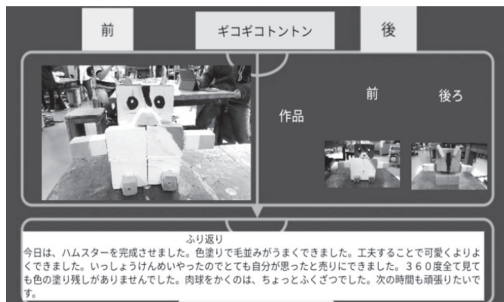 前
ギコギコトントン
後
作品
前
後ろ
ふり返り
今日は、ハムスターを完成させました。色塗りで毛並みがうまくできました。工夫することで可愛くよりよ
くできました。いっしょうけんめいやったのでとても自分が思ったと売りにできました。３６０度全て見て
も色の塗り残しがありませんでした。肉球をかくのは、ちょっとふくざつでした。次の時間も頑張りたいで
す。